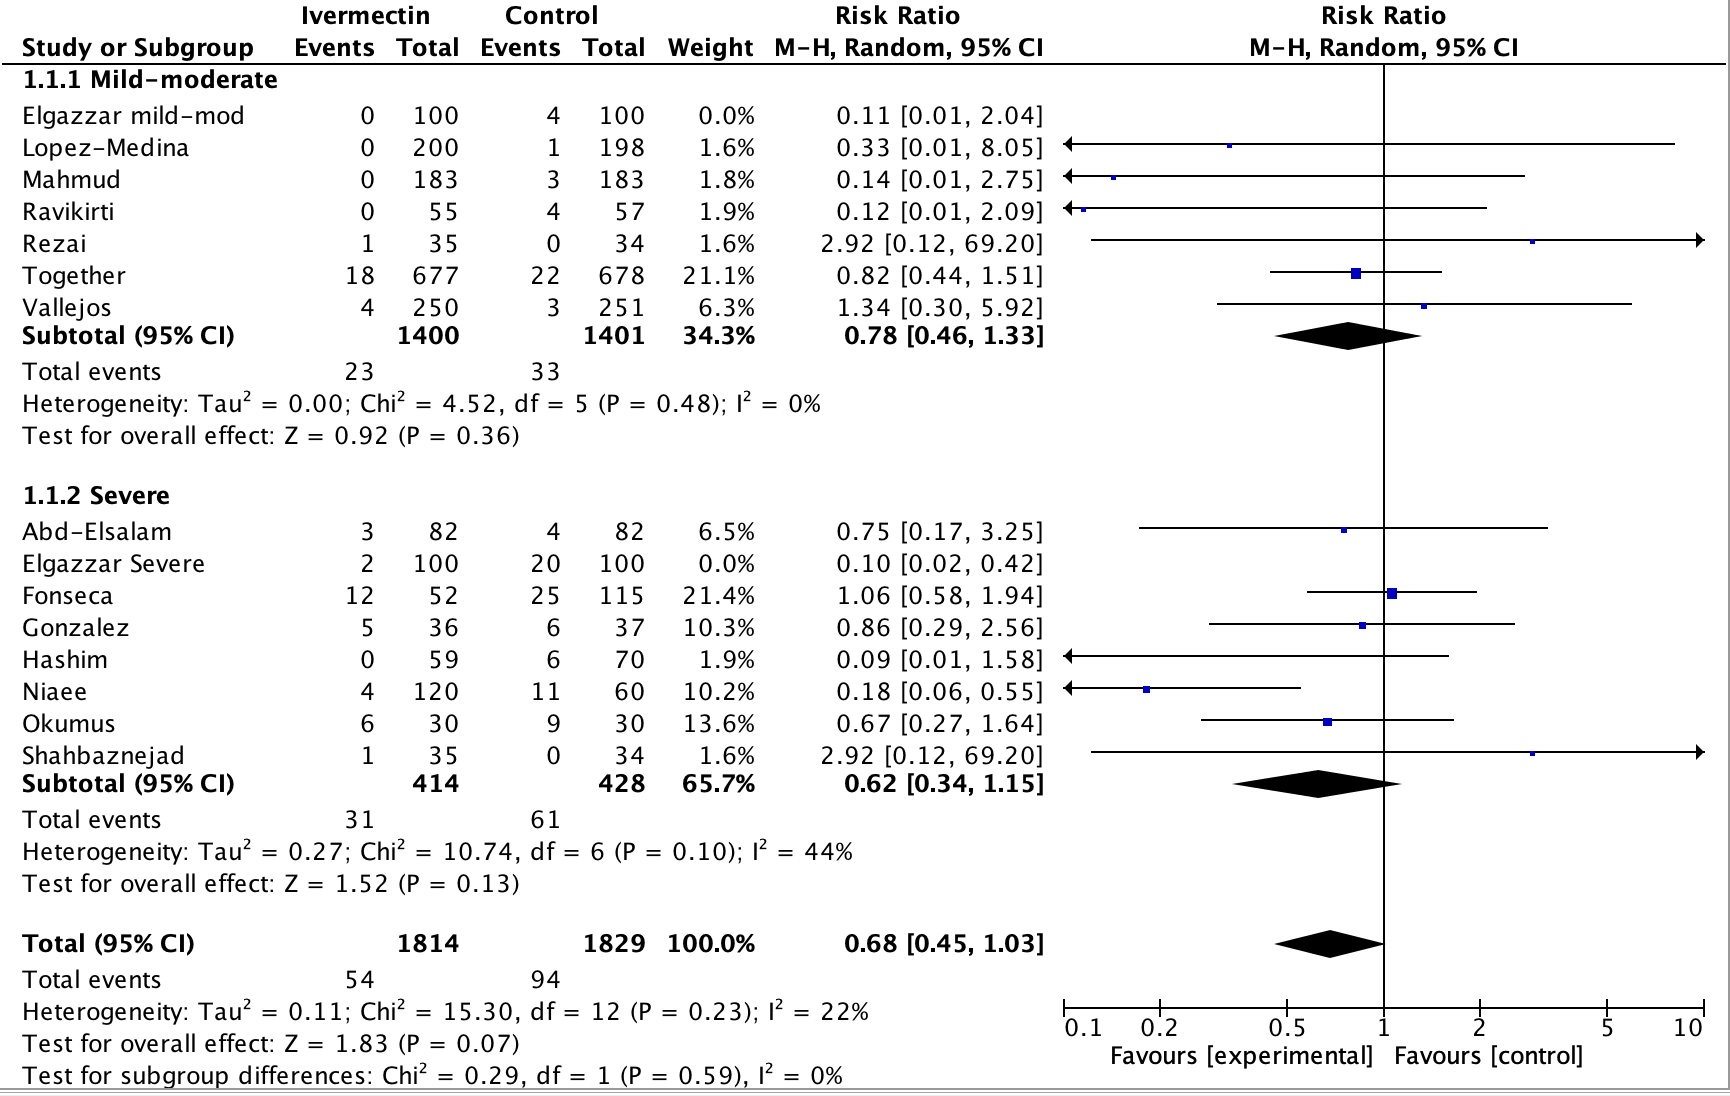 Ivermectin Control Risk Ratio Risk Ratio
Study or Subgroup Events Total Events Total Weight M-H, Random, 95% CI M-H, Random, 95% CI
1.1.1 Mild-moderate
Elgazzar mild-mod 0 100 4 100 0.0% 0.11 [0.01, 2.04]
Lopez-Medina 0 200 1 198 1.6% 0.33 [0.01, 8.05]
Mahmud 0 183 3 183 1.8% 0.14 [0.01, 2.75]
Ravikirti 0 55 4 57 1.9% 0.12 [0.01, 2.09]
Rezai 1 35 0 34 1.6% 2.92 [0.12, 69.20]
Together 18 677 22 678 21.1% 0.82 [0.44, 1.51]
Vallejos 4 250 3 251 6.3% 1.34 [0.30, 5.92]
Subtotal (95% CI) 1400 1401 34.3% 0.78 [0.46, 1.33]
Total events 23 33
Heterogeneity: Tau² = 0.00; Chi² = 4.52, df = 5 (P = 0.48); I² = 0%
Test for overall effect: Z = 0.92 (P = 0.36)
1.1.2 Severe
Abd-Elsalam 3 82 4 82 6.5% 0.75 [0.17, 3.25]
Elgazzar Severe 2 100 20 100 0.0% 0.10 [0.02, 0.42]
Fonseca 12 52 25 115 21.4% 1.06 [0.58, 1.94]
Gonzalez 5 36 6 37 10.3% 0.86 [0.29, 2.56]
Hashim 0 59 6 70 1.9% 0.09 [0.01, 1.58]
Niaee 4 120 11 60 10.2% 0.18 [0.06, 0.55]
Okumus 6 30 9 30 13.6% 0.67 [0.27, 1.64]
Shahbaznejad 1 35 0 34 1.6% 2.92 [0.12, 69.20]
Subtotal (95% CI) 414 428 65.7% 0.62 [0.34, 1.15]
Total events 31 61
Heterogeneity: Tau² = 0.27; Chi² = 10.74, df = 6 (P = 0.10); I² = 44%
Test for overall effect: Z = 1.52 (P = 0.13)
Total (95% CI) 1814 1829 100.0% 0.68 [0.45, 1.03]
Total events 54 94
Heterogeneity: Tau² = 0.11; Chi² = 15.30, df = 12 (P = 0.23); I² = 22%
Test for overall effect: Z = 1.83 (P = 0.07)
Test for subgroup differences: Chi² = 0.29, df = 1 (P = 0.59), I² = 0%
0.1 0.2 0.5 1 2 5 10
Favours [experimental] Favours [control]